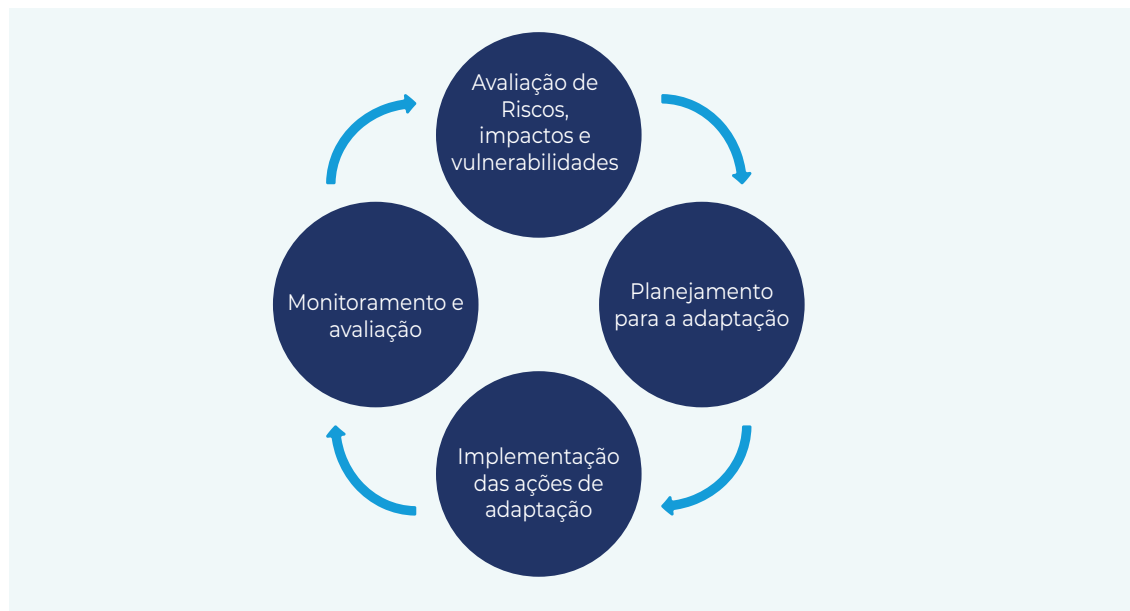 Avaliação de
Riscos,
impactos e
vulnerabilidades
Planejamento
para a adaptação
Implementação
das ações de
adaptação
Monitoramento e
avaliação